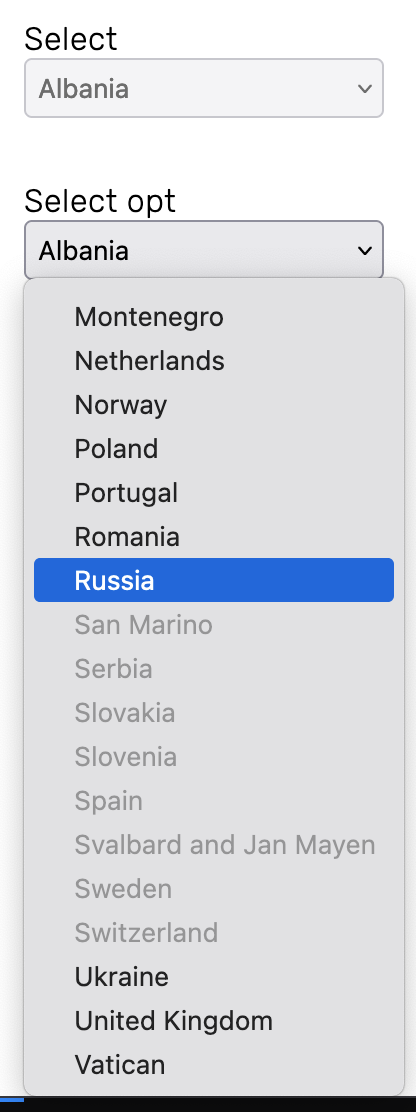 Select
Albania
Select opt
Albania
Montenegro
Netherlands
Norway
Poland
Portugal
Romania
Russia
San Marino
Serbia
Slovakia
Slovenia
Spain
Svalbard and Jan Mayen
Sweden
Switzerland
Ukraine
United Kingdom
Vatican